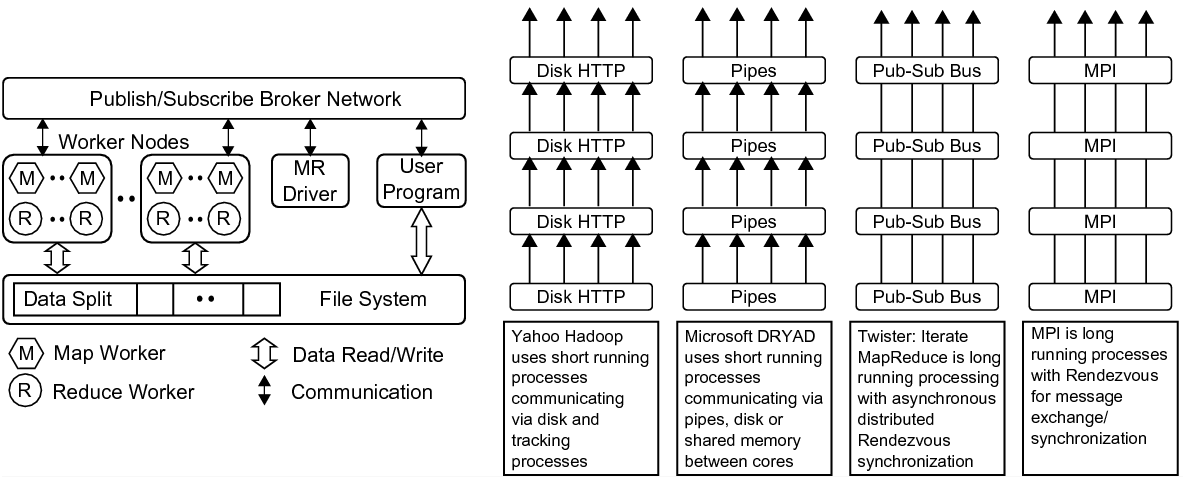 Publish/Subscribe Broker Network
Worker Nodes
M •• M
R •• R
••
M •• M
R •• R
MR
Driver
User
Program
Data Split
••
File System
M Map Worker
Data Read/Write
R Reduce Worker
Communication
Disk HTTP
Disk HTTP
Disk HTTP
Disk HTTP
Yahoo Hadoop
uses short running
processes
communicating
via disk and
tracking
processes
Pipes
Pipes
Pipes
Pipes
Microsoft DRYAD
uses short running
processes
communicating via
pipes, disk or
shared memory
between cores
Pub-Sub Bus
Pub-Sub Bus
Pub-Sub Bus
Pub-Sub Bus
Twister: Iterate
MapReduce is long
running processing
with asynchronous
distributed
Rendezvous
synchronization
MPI
MPI
MPI
MPI
MPI is long
running processes
with Rendezvous
for message
exchange/
synchronization